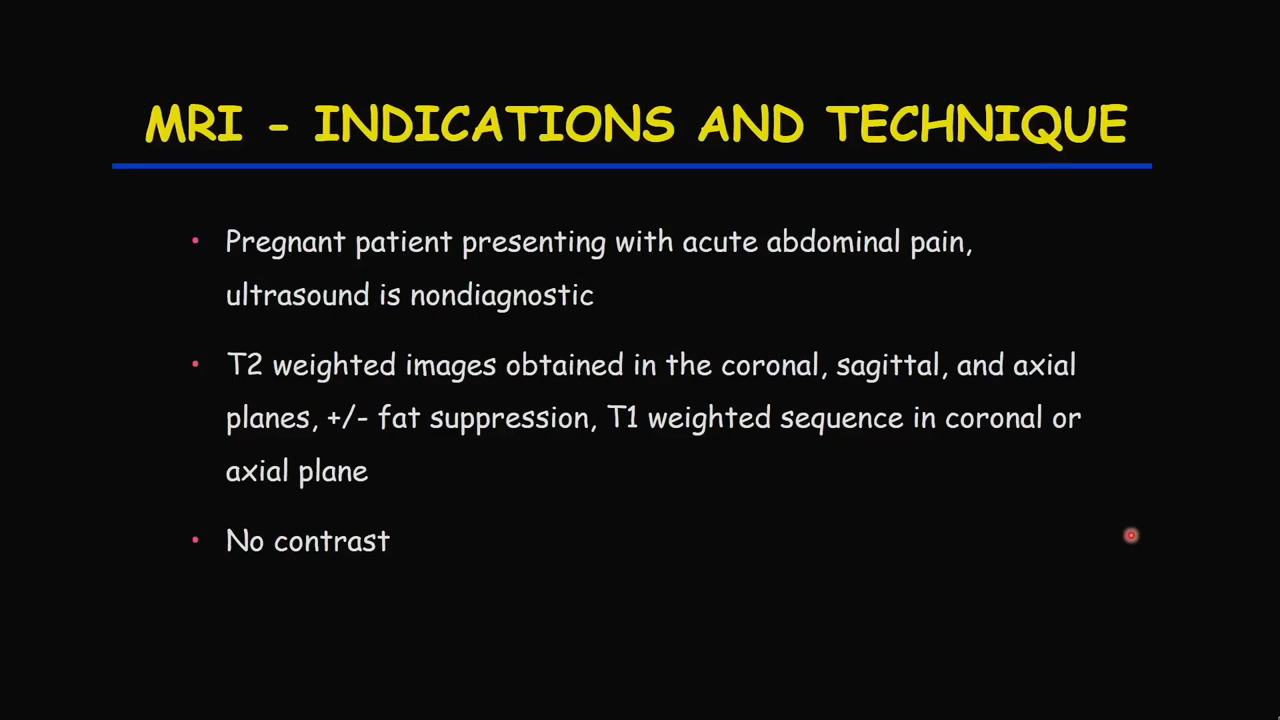 MRI - INDICATIONS AND TECHNIQUE
• Pregnant patient presenting with acute abdominal pain,
ultrasound is nondiagnostic
• T2 weighted images obtained in the coronal, sagittal, and axial
planes, +/- fat suppression, T1 weighted sequence in coronal or
axial plane
• No contrast